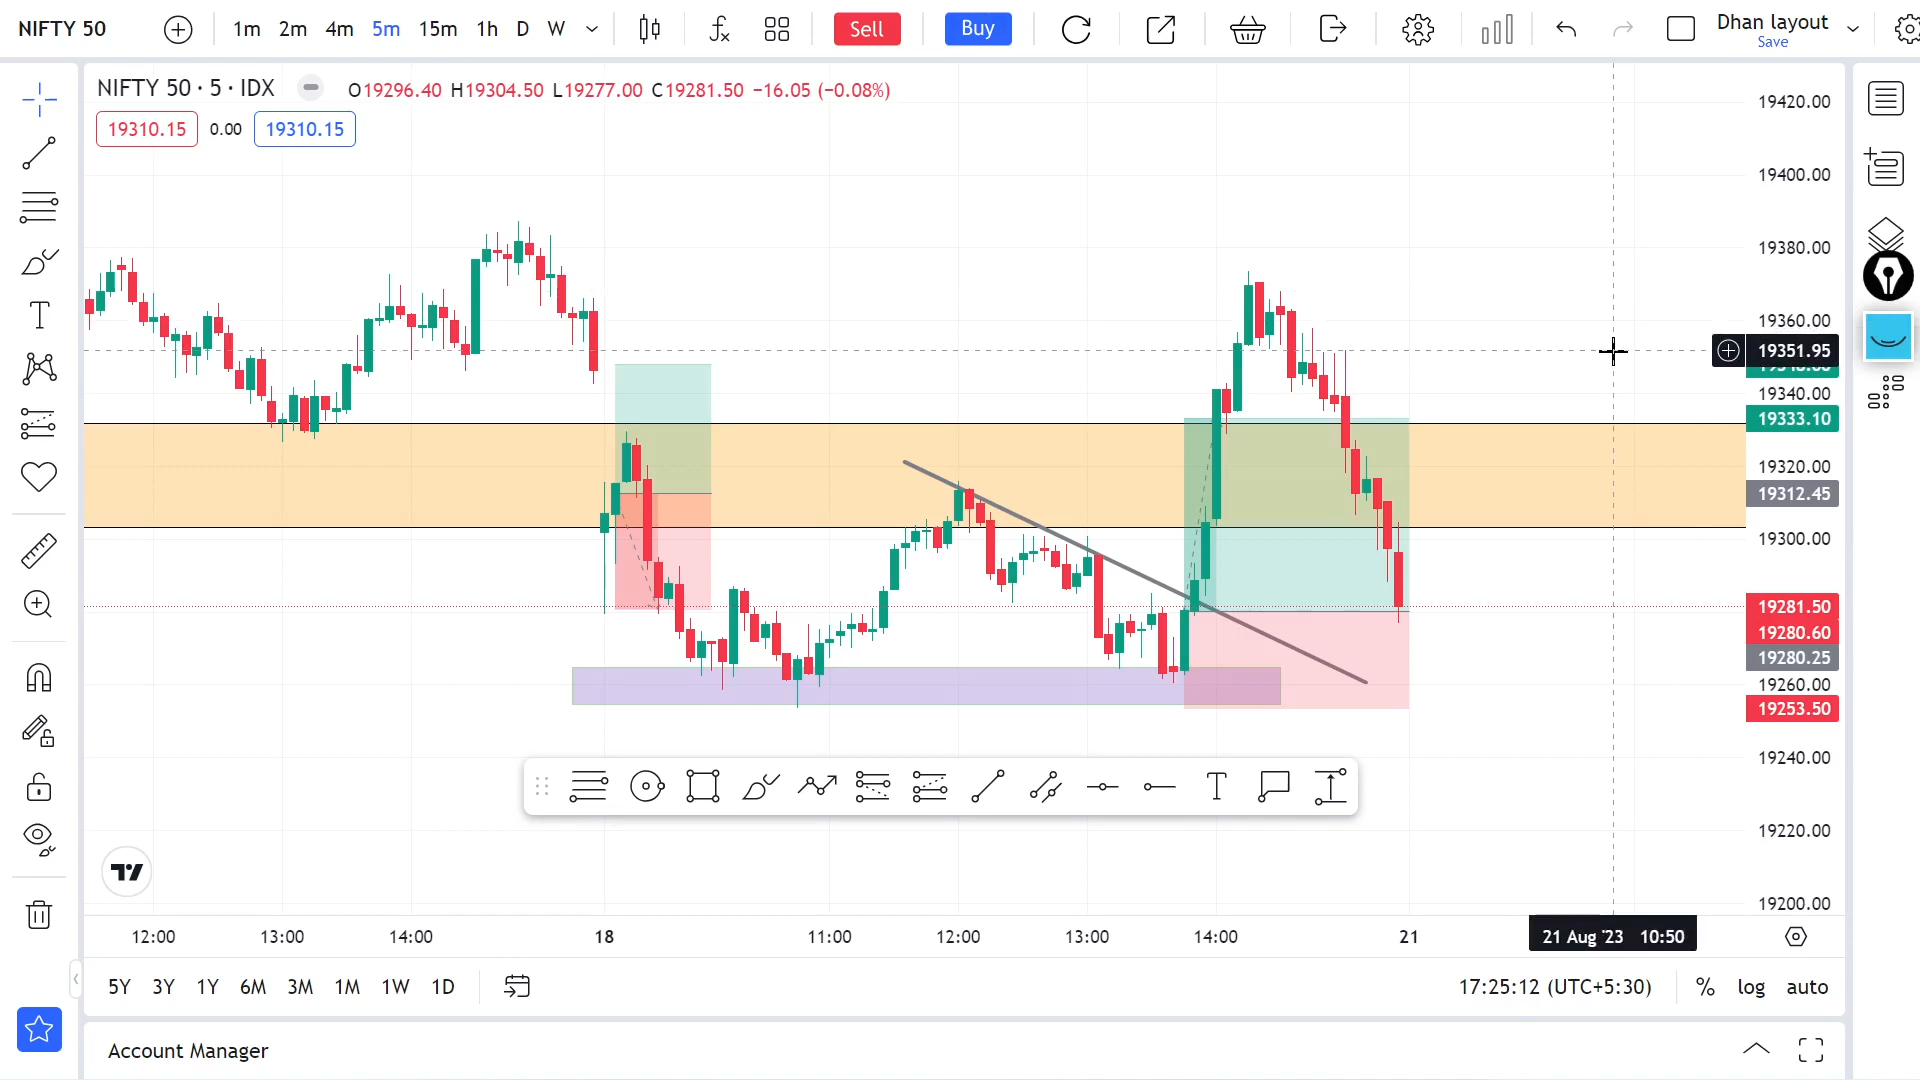 NIFTY 50
1m 2m 4m 5m 15m 1h D W
Sell
Buy
Dhan layout
Save
NIFTY 50 · 5 · IDX
O19296.40 H19304.50 L19277.00 C19281.50 −16.05 (−0.08%)
19310.15 0.00 19310.15
19420.00
19400.00
19380.00
19360.00
19351.95
19340.00
19333.10
19320.00
19312.45
19300.00
19281.50
19280.60
19280.25
19260.00
19253.50
19240.00
19220.00
19200.00
12:00 13:00 14:00 18 11:00 12:00 13:00 14:00 21 21 Aug '23 10:50
5Y 3Y 1Y 6M 3M 1M 1W 1D
17:25:12 (UTC+5:30) % log auto
Account Manager